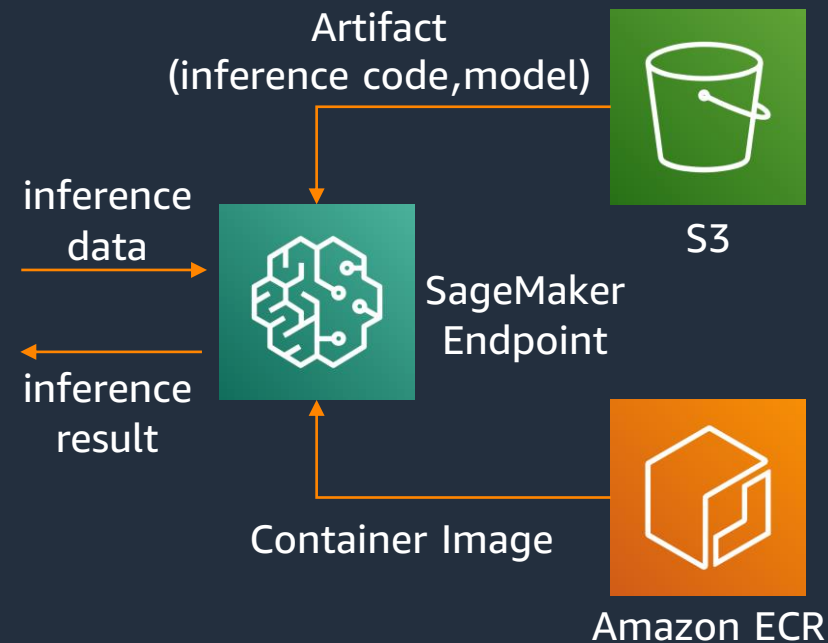 Artifact
(inference code,model)
inference
data
S3
SageMaker
Endpoint
inference
result
Container Image
Amazon ECR